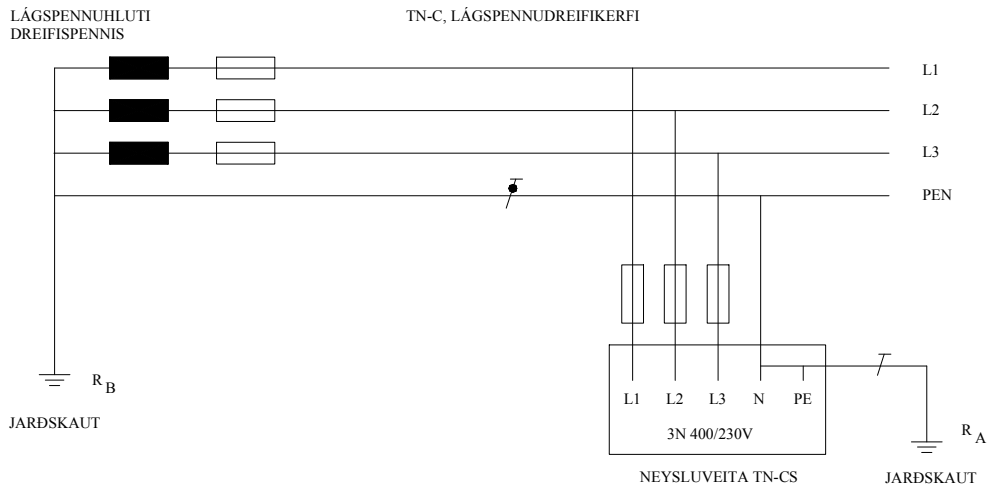 LÁGSPENNUHLUTI
DREIFISPENNIS
TN-C, LÁGSPENNUDREIFIKERFI
L1
L2
L3
PEN
R B
JARÐSKAUT
L1 L2 L3 N PE
3N 400/230V
NEYSLUVEITA TN-CS
R A
JARÐSKAUT